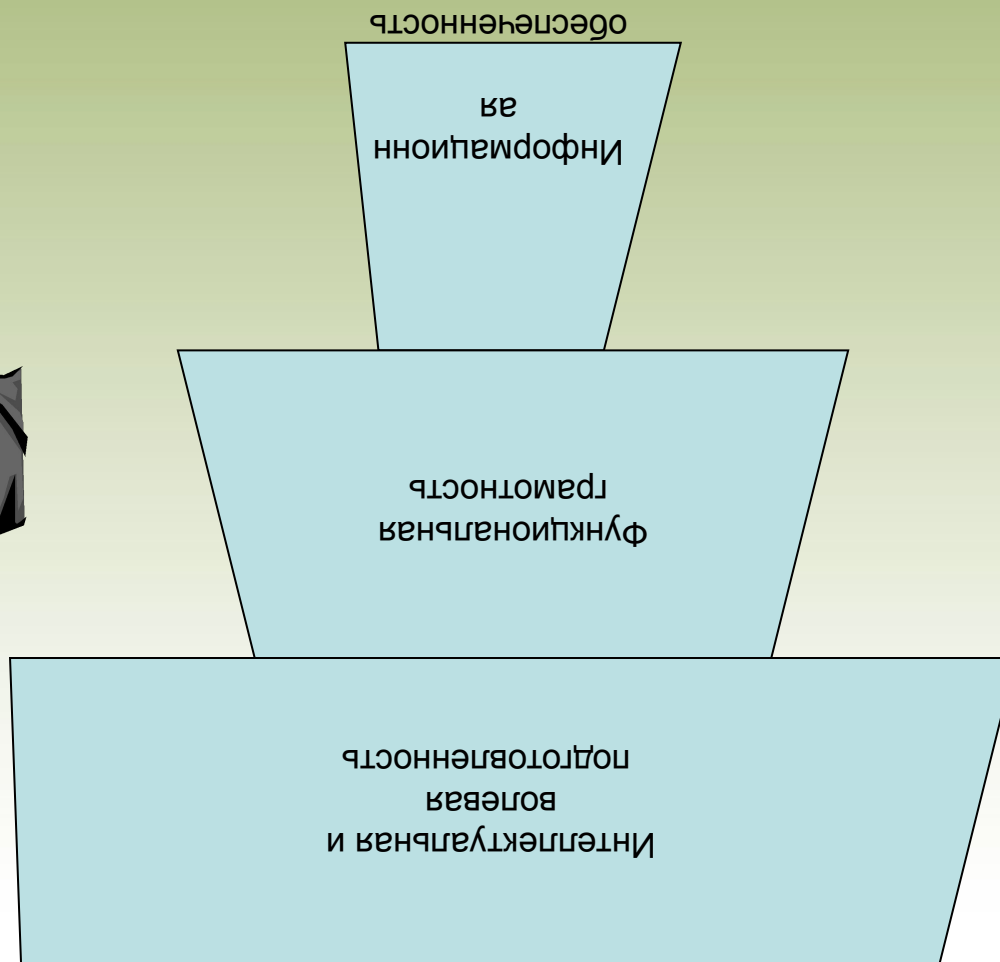 Интеллектуальная и
волевая
подготовленность
Функциональная
грамотность
Информационн
ая
обеспеченность